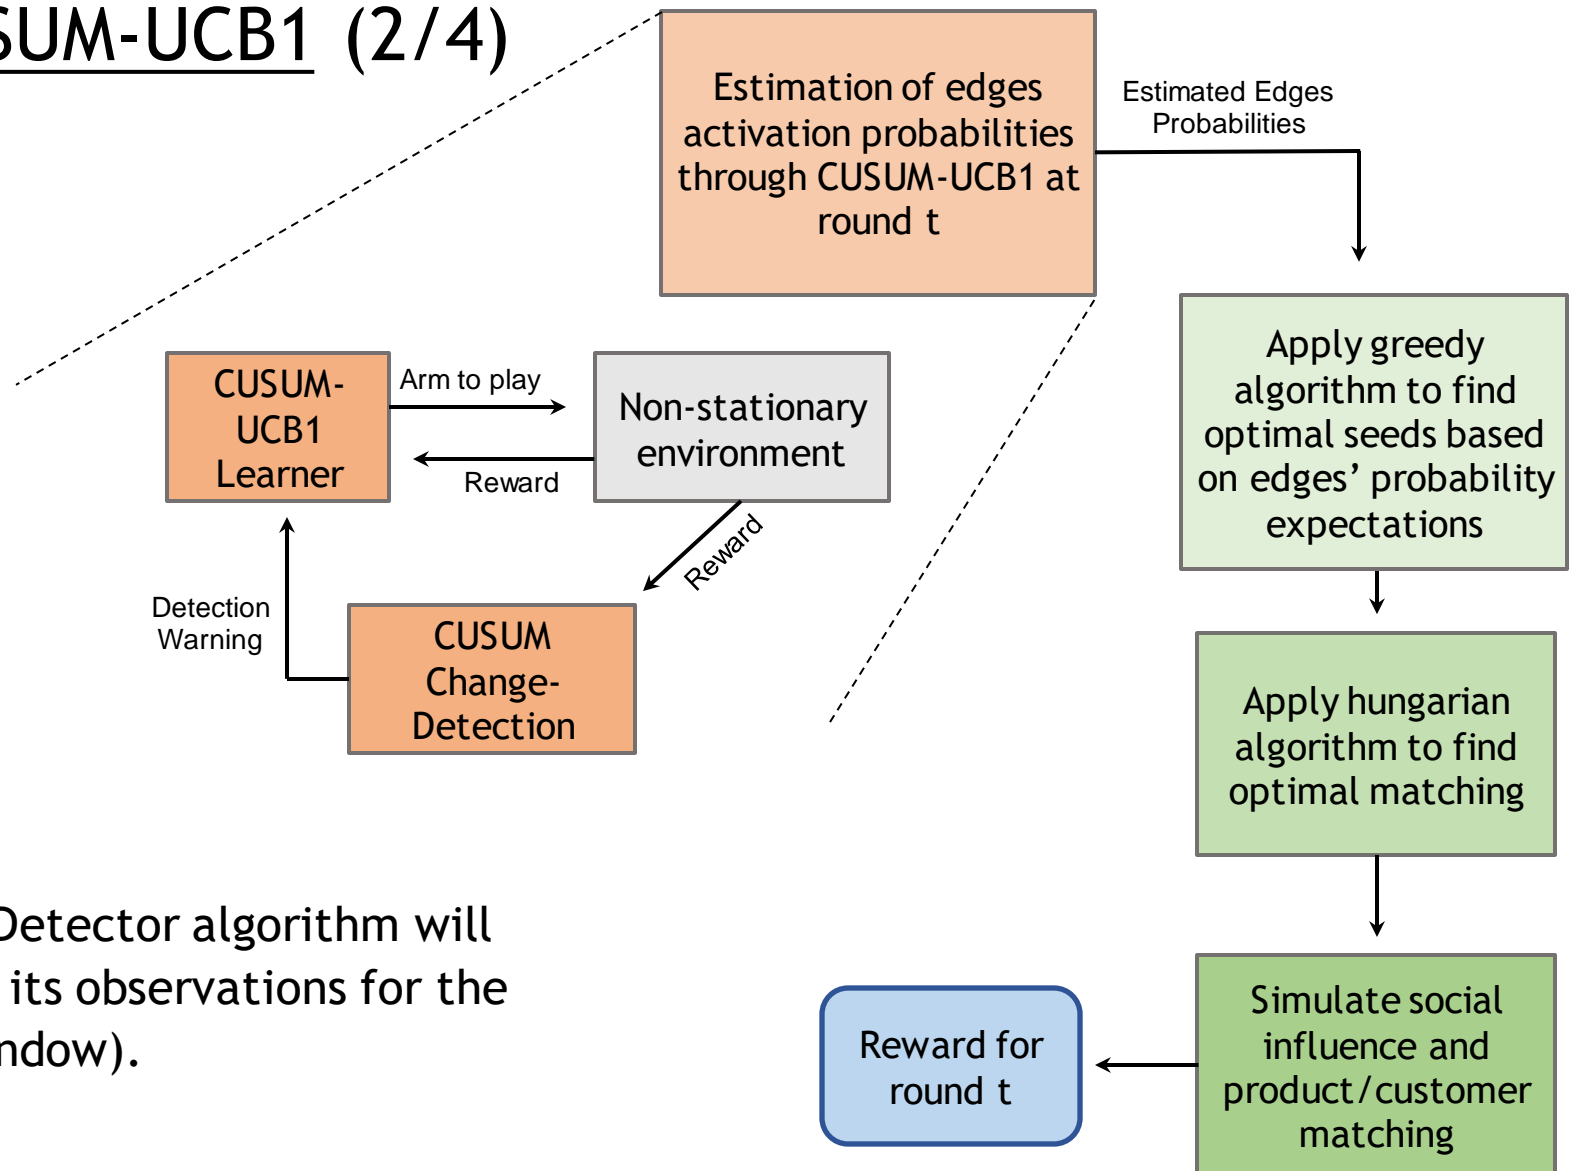 SUM-UCB1 (2/4)
Estimation of edges
activation probabilities
through CUSUM-UCB1 at
round t
Estimated Edges
Probabilities
CUSUM-
UCB1
Learner
Arm to play
Reward
Non-stationary
environment
Reward
Detection
Warning
CUSUM
Change-
Detection
Apply greedy
algorithm to find
optimal seeds based
on edges’ probability
expectations
Apply hungarian
algorithm to find
optimal matching
Simulate social
influence and
product/customer
matching
Reward for
round t
Detector algorithm will
its observations for the
ndow).